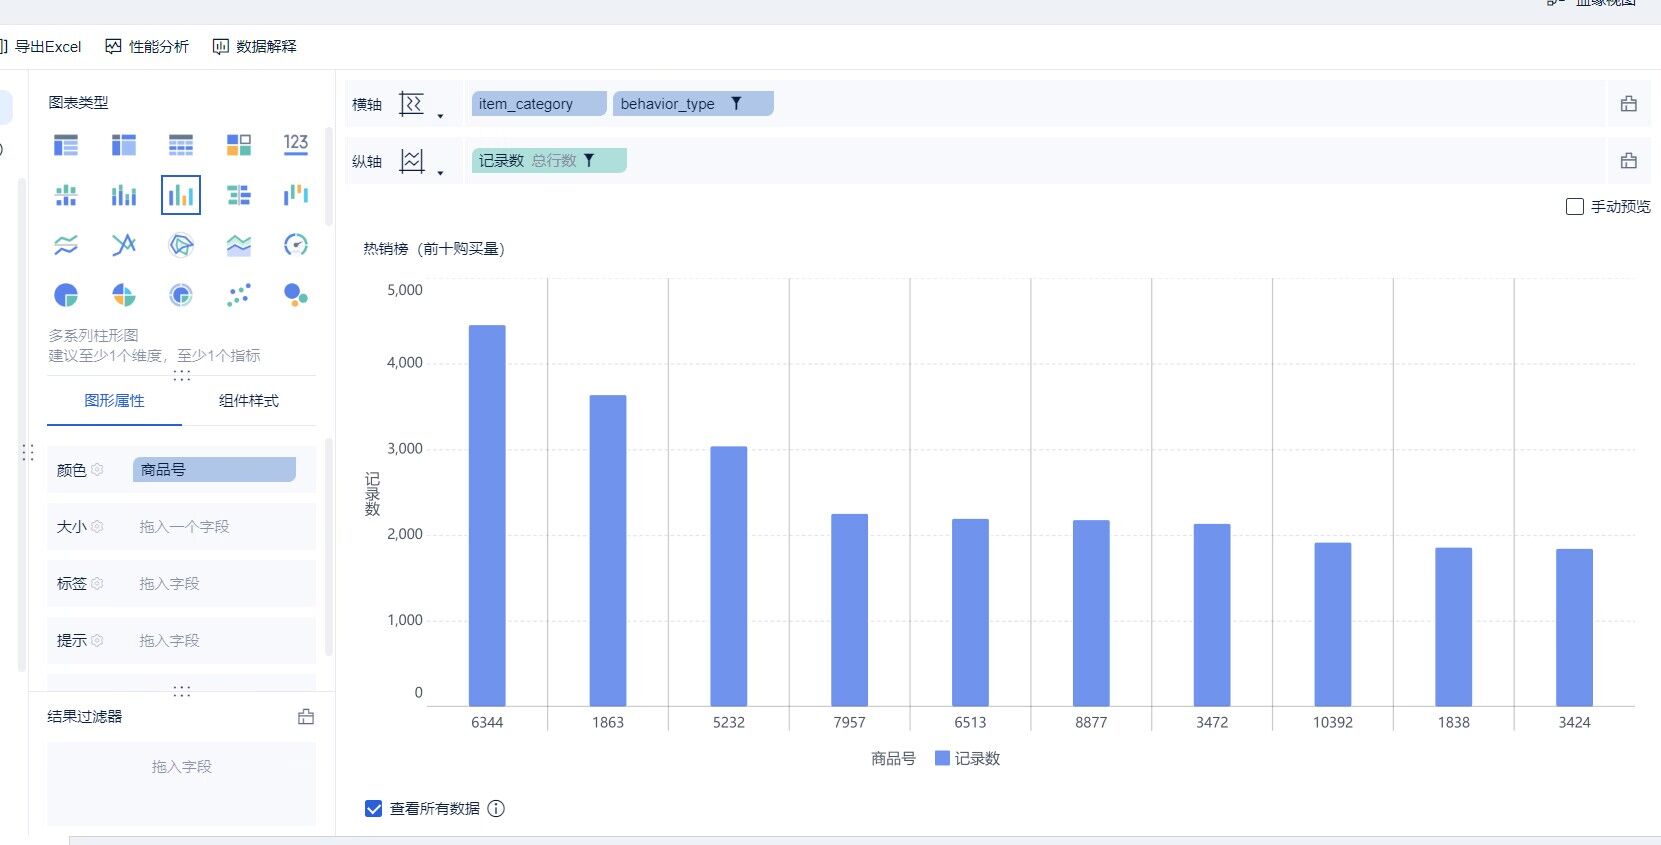 导出Excel 性能分析 数据解释
图表类型
123
多系列柱形图
建议至少1个维度，至少1个指标
图形属性 组件样式
颜色 商品号
大小 拖入一个字段
标签 拖入字段
提示 拖入字段
结果过滤器
拖入字段
横轴 item_category behavior_type
纵轴 记录数 总行数
手动预览
热销榜（前十购买量）
5,000
4,000
3,000
2,000
1,000
0
记录数
6344 1863 5232 7957 6513 8877 3472 10392 1838 3424
商品号 记录数
查看所有数据